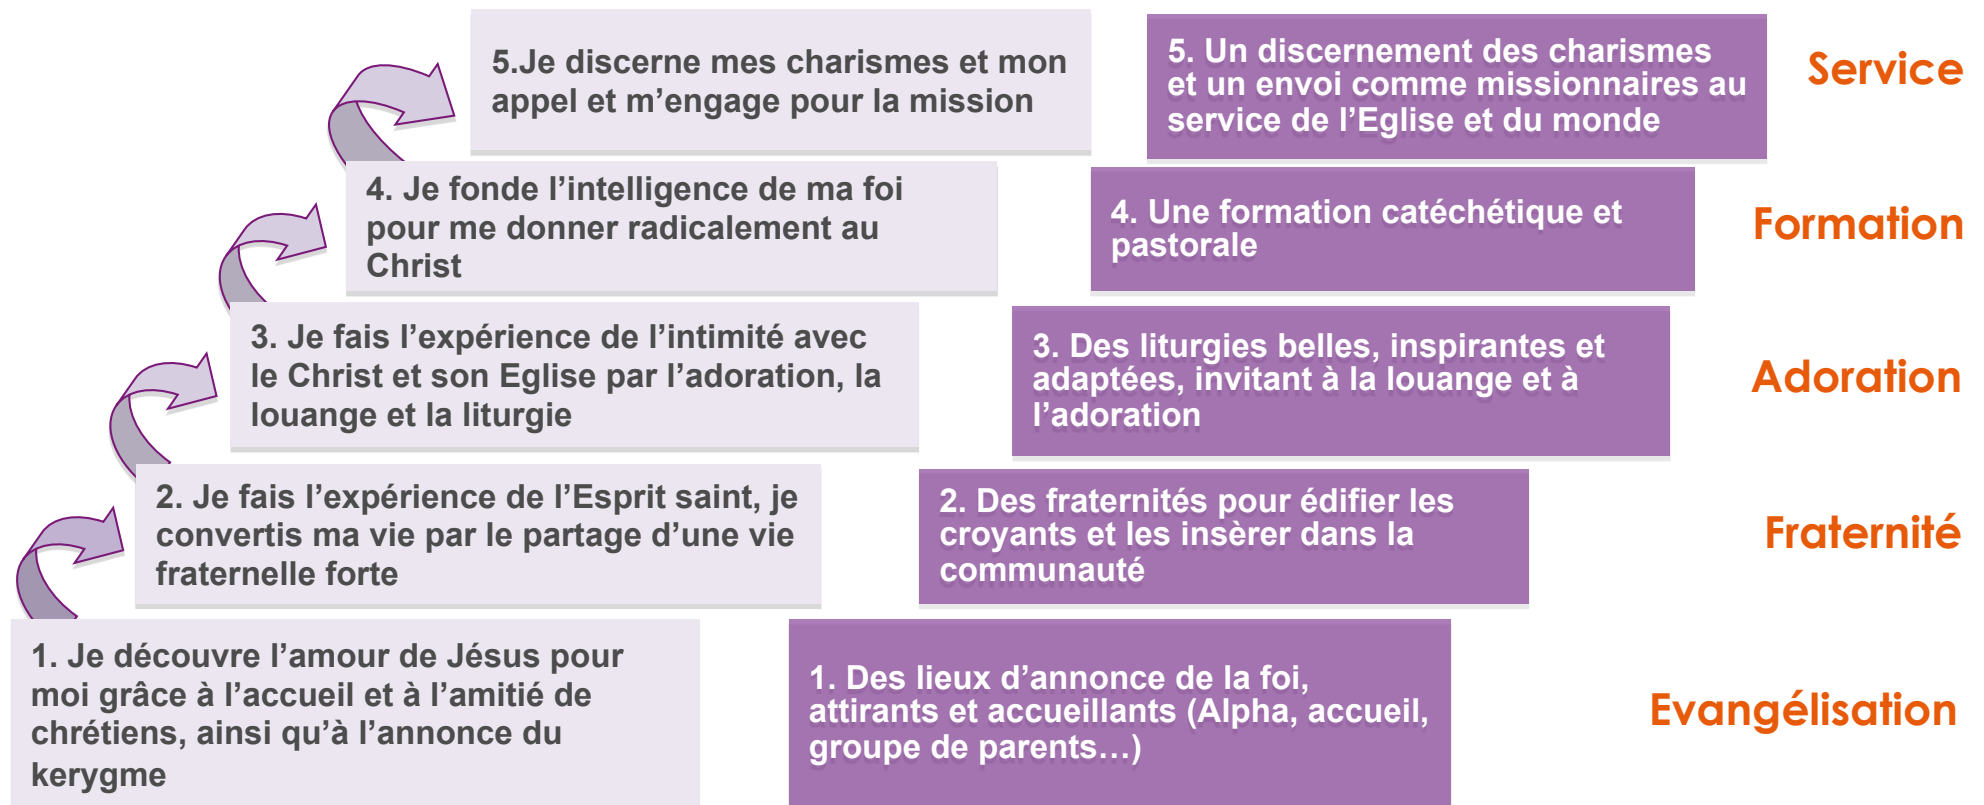 5.Je discerne mes charismes et mon
appel et m’engage pour la mission
5. Un discernement des charismes
et un envoi comme missionnaires au
service de l’Eglise et du monde
Service
4. Je fonde l’intelligence de ma foi
pour me donner radicalement au
Christ
4. Une formation catéchétique et
pastorale
Formation
3. Je fais l’expérience de l’intimité avec
le Christ et son Eglise par l’adoration, la
louange et la liturgie
3. Des liturgies belles, inspirantes et
adaptées, invitant à la louange et à
l’adoration
Adoration
2. Je fais l’expérience de l’Esprit saint, je
convertis ma vie par le partage d’une vie
fraternelle forte
2. Des fraternités pour édifier les
croyants et les insèrer dans la
communauté
Fraternité
1. Je découvre l’amour de Jésus pour
moi grâce à l’accueil et à l’amitié de
chrétiens, ainsi qu’à l’annonce du
kerygme
1. Des lieux d’annonce de la foi,
attirants et accueillants (Alpha, accueil,
groupe de parents…)
Evangélisation